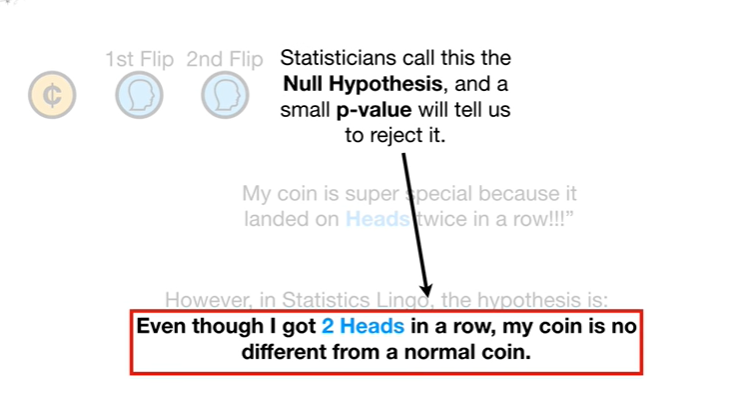 1st Flip 2nd Flip
Statisticians call this the
Null Hypothesis, and a
small p-value will tell us
to reject it.
¢
My coin is super special because it
landed on Heads twice in a row!!!”
However, in Statistics Lingo, the hypothesis is:
Even though I got 2 Heads in a row, my coin is no
different from a normal coin.